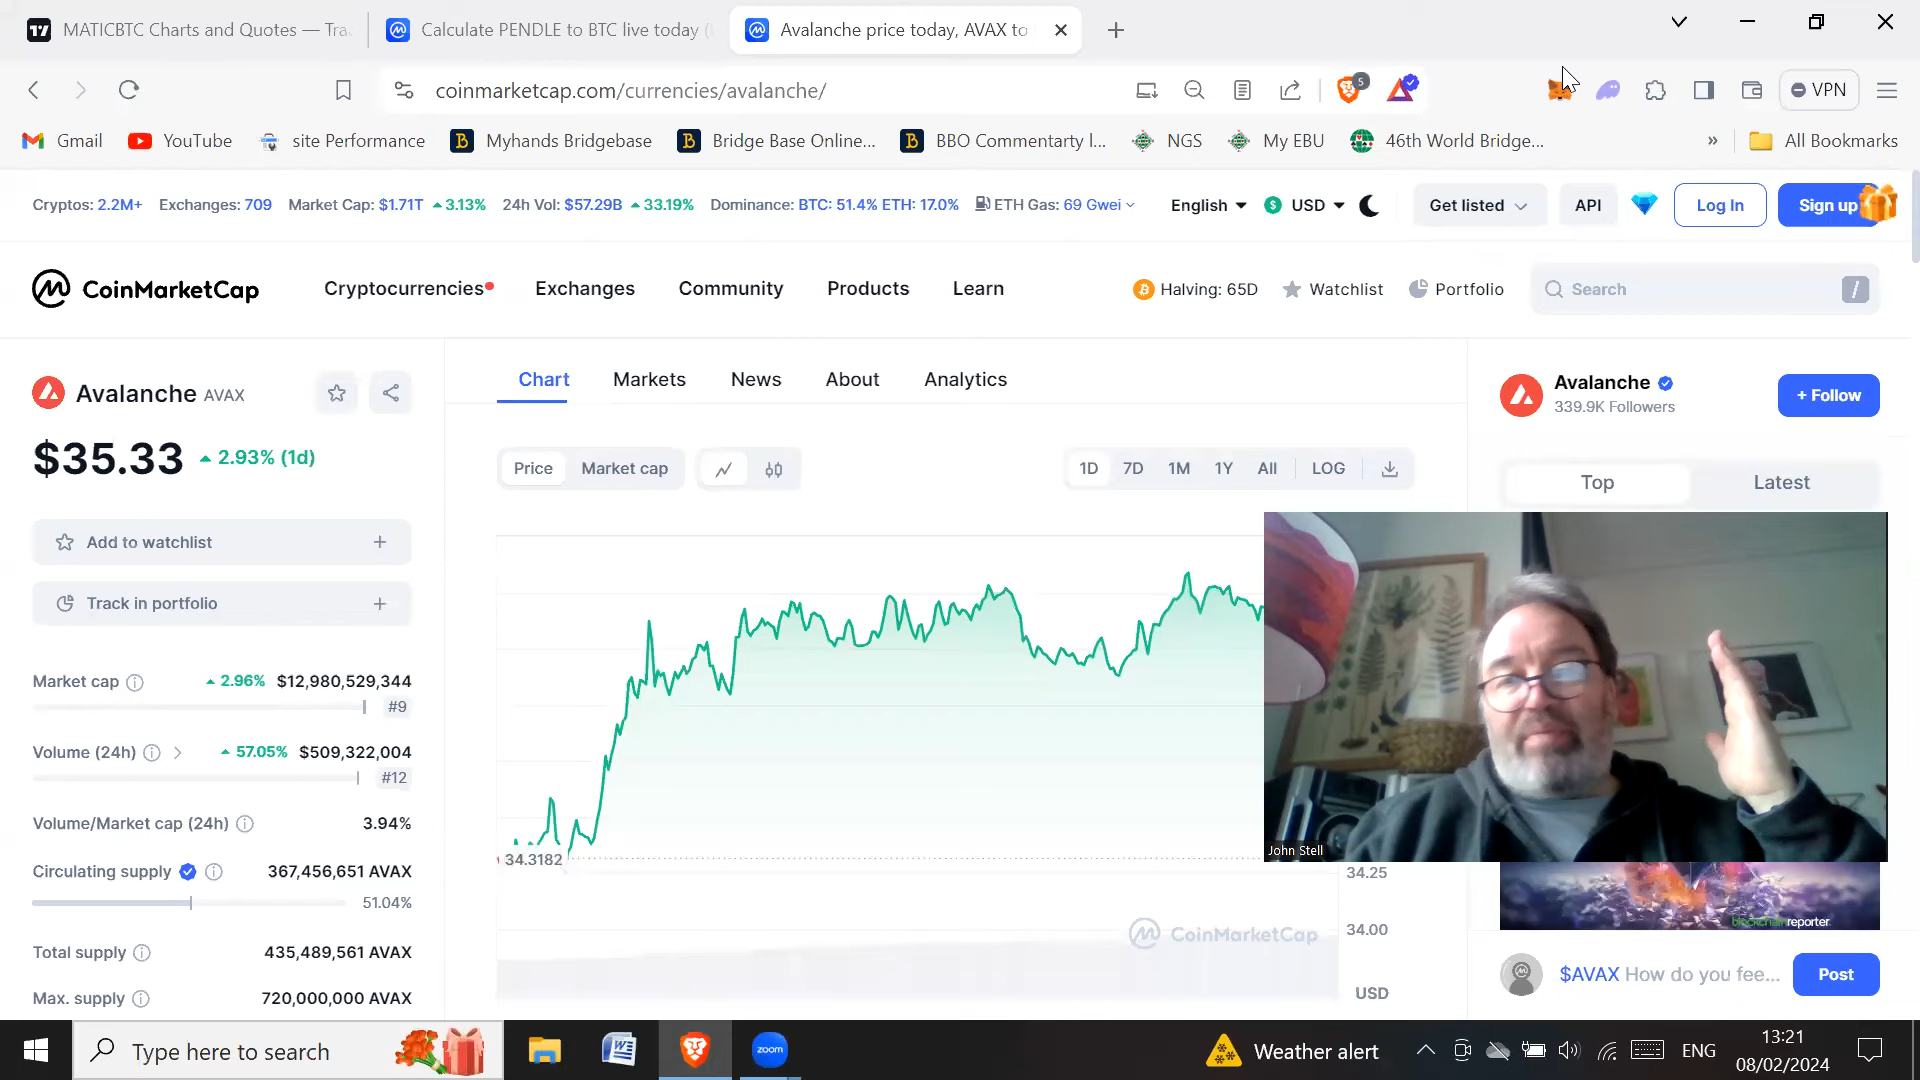 MATICBTC Charts and Quotes — Tra
Calculate PENDLE to BTC live today (
Avalanche price today, AVAX to
coinmarketcap.com/currencies/avalanche/
5
VPN
Gmail
YouTube
site Performance
Myhands Bridgebase
Bridge Base Online...
BBO Commentarty l...
NGS
My EBU
46th World Bridge...
»
All Bookmarks
Cryptos: 2.2M+ Exchanges: 709 Market Cap: $1.71T 3.13% 24h Vol: $57.29B 33.19% Dominance: BTC: 51.4% ETH: 17.0% ETH Gas: 69 Gwei
English
USD
Get listed
API
Log In
Sign up
CoinMarketCap
Cryptocurrencies
Exchanges
Community
Products
Learn
Halving: 65D
Watchlist
Portfolio
Search
/
Avalanche AVAX
$35.33 2.93% (1d)
Add to watchlist +
Track in portfolio +
Market cap 2.96% $12,980,529,344
#9
Volume (24h) 57.05% $509,322,004
#12
Volume/Market cap (24h) 3.94%
Circulating supply 367,456,651 AVAX
51.04%
Total supply 435,489,561 AVAX
Max. supply 720,000,000 AVAX
Chart
Markets
News
About
Analytics
Price
Market cap
1D 7D 1M 1Y All LOG
34.3182
34.25
34.00
CoinMarketCap
USD
Avalanche
339.9K Followers
+ Follow
Top
Latest
John Stell
blockchainreporter
$AVAX How do you fee...
Post
Type here to search
W
zoom
Weather alert
ENG
13:21
08/02/2024